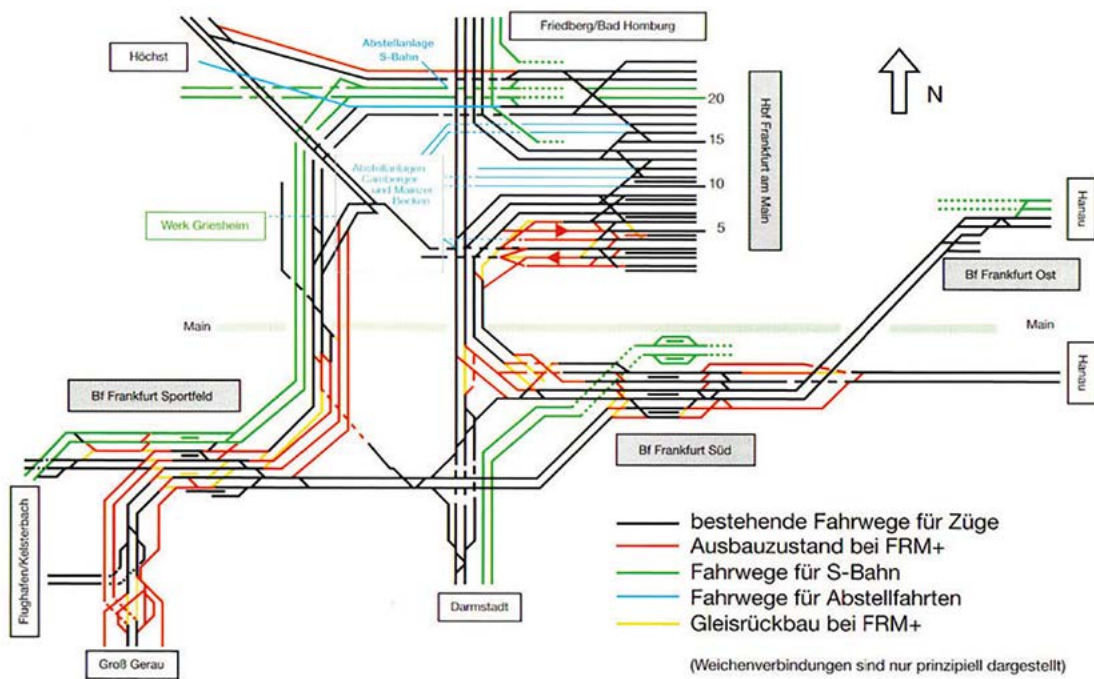 Friedberg/Bad Homburg
Höchst
Abstellanlage
S-Bahn
N
20
15
10
5
Hbf Frankfurt am Main
Abstellanlagen
Camberger
und Mainzer
Becken
Werk Griesheim
Hanau
Bf Frankfurt Ost
Main
Main
Hanau
Bf Frankfurt Sportfeld
Bf Frankfurt Süd
Flughafen/Kelsterbach
Darmstadt
Groß Gerau
bestehende Fahrwege für Züge
Ausbauzustand bei FRM+
Fahrwege für S-Bahn
Fahrwege für Abstellfahrten
Gleisrückbau bei FRM+
(Weichenverbindungen sind nur prinzipiell dargestellt)